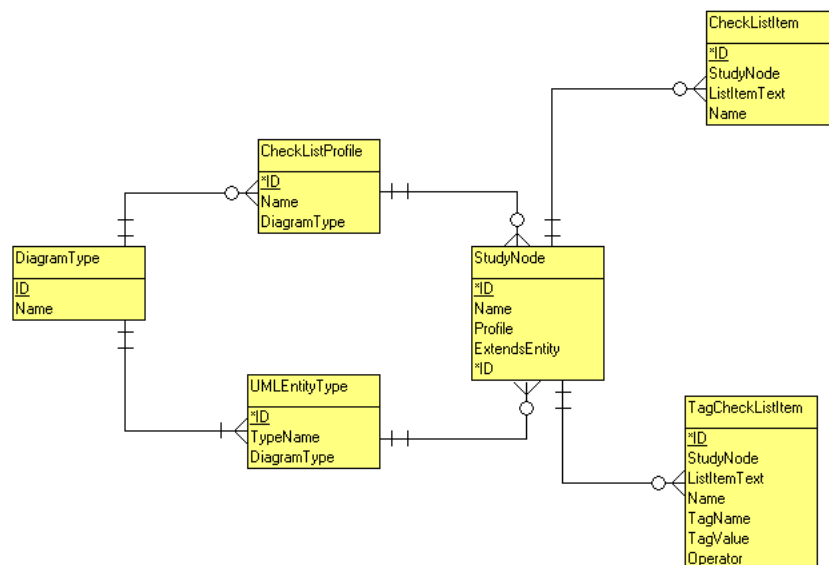 CheckListItem
*ID
StudyNode
ListItemText
Name
CheckListProfile
*ID
Name
DiagramType
DiagramType
ID
Name
StudyNode
*ID
Name
Profile
ExtendsEntity
*ID
UMLEntityType
*ID
TypeName
DiagramType
TagCheckListItem
*ID
StudyNode
ListItemText
Name
TagName
TagValue
Operator